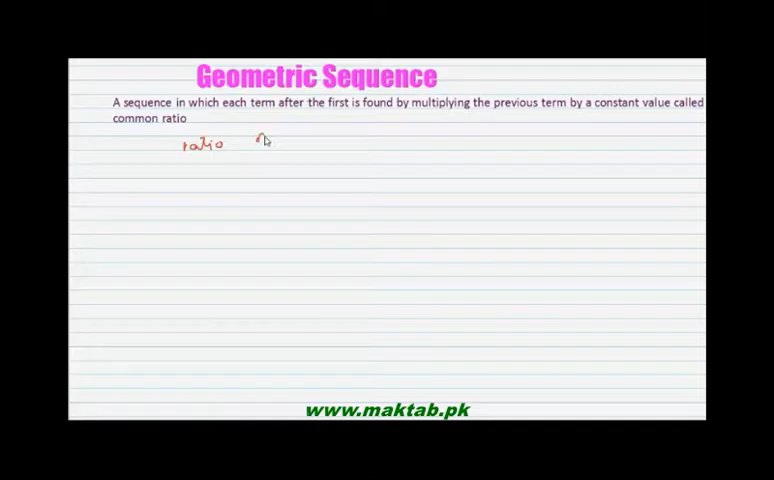 Geometric Sequence
A sequence in which each term after the first is found by multiplying the previous term by a constant value called
common ratio
ratio
www.maktab.pk